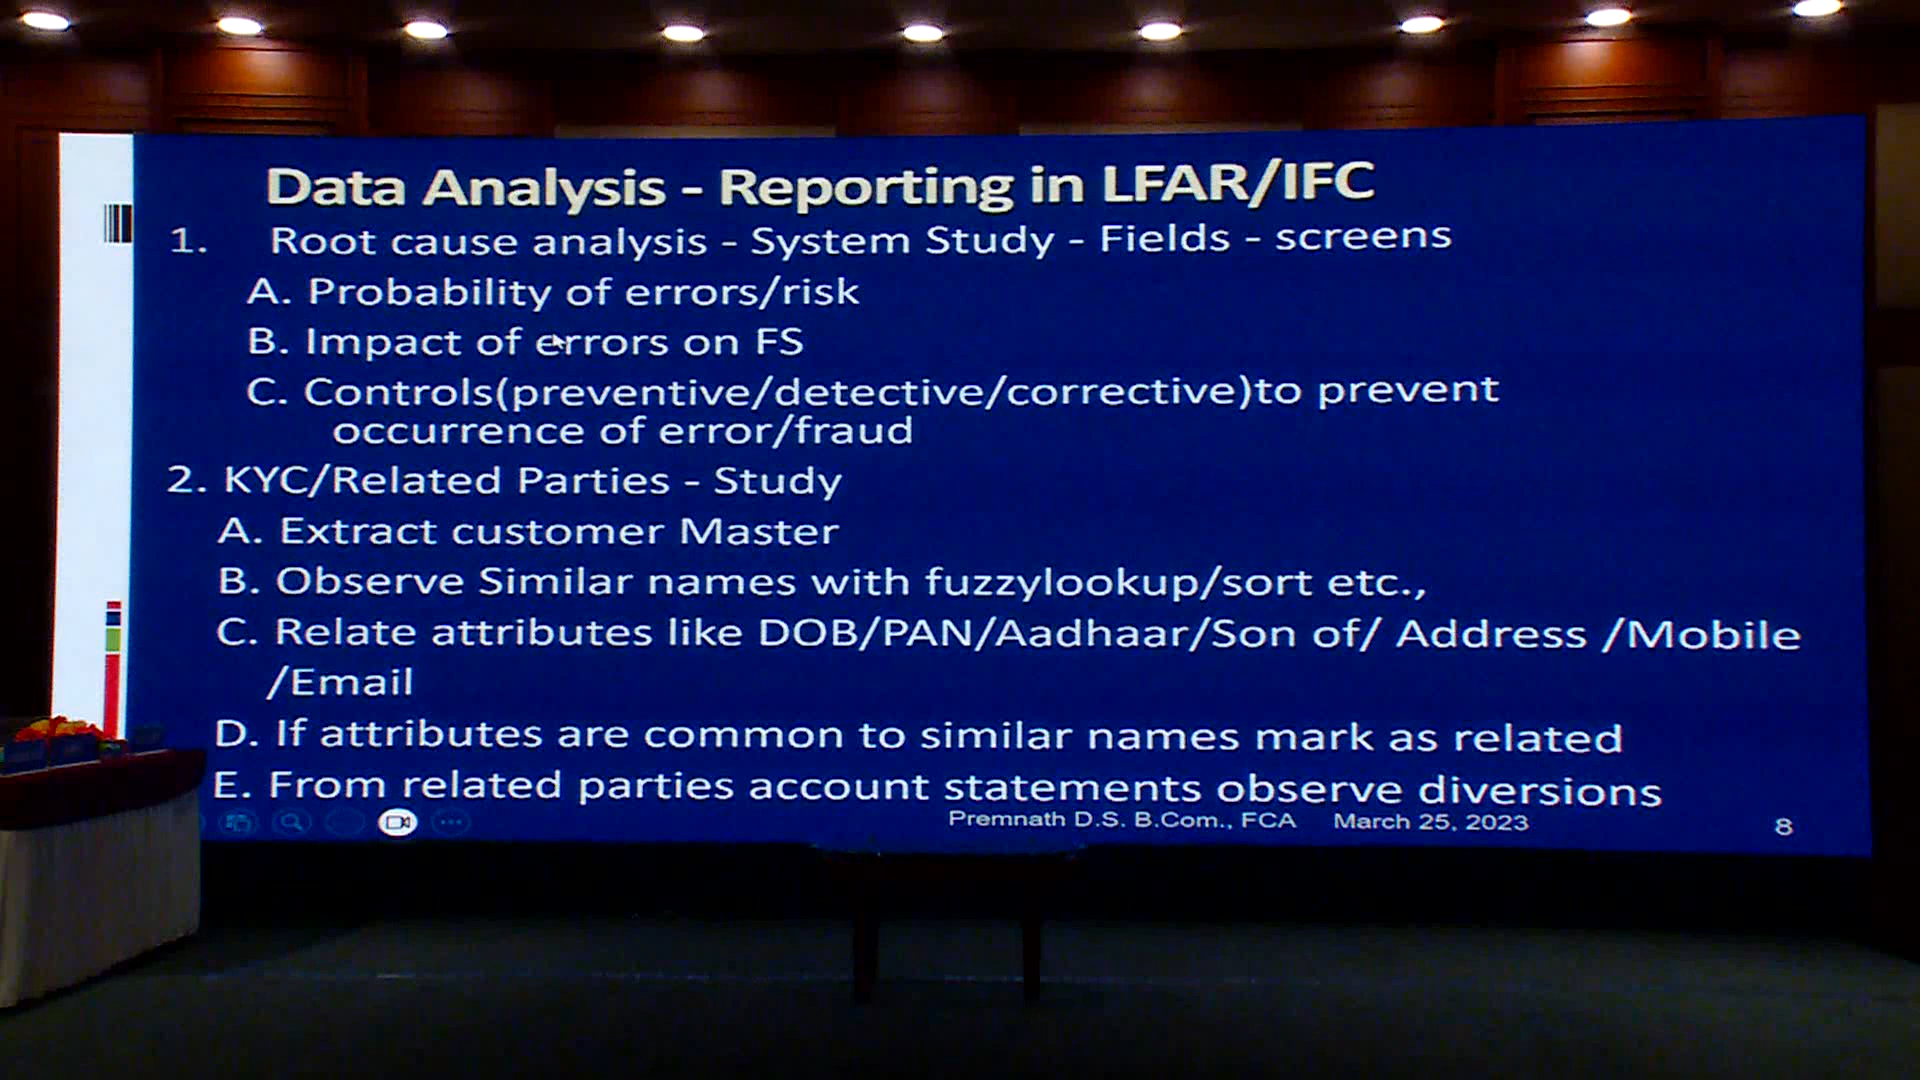 Data Analysis - Reporting in LFAR/IFC
1. Root cause analysis - System Study - Fields - screens
A. Probability of errors/risk
B. Impact of errors on FS
C. Controls(preventive/detective/corrective)to prevent
occurrence of error/fraud
2. KYC/Related Parties - Study
A. Extract customer Master
B. Observe Similar names with fuzzylookup/sort etc.,
C. Relate attributes like DOB/PAN/Aadhaar/Son of/ Address /Mobile
/Email
D. If attributes are common to similar names mark as related
E. From related parties account statements observe diversions
Premnath D.S. B.Com., FCA March 25, 2023 8